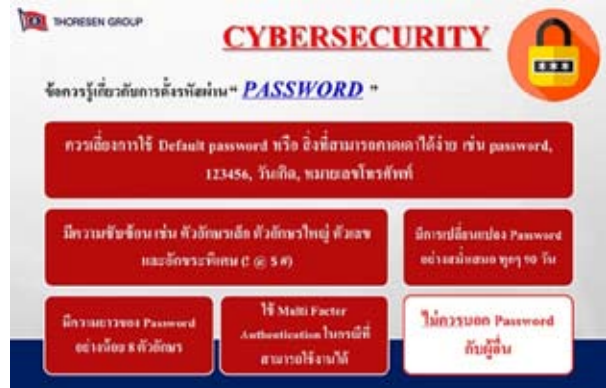 THORESEN GROUP
CYBERSECURITY
ข้อควรรู้เกี่ยวกับการตั้งรหัสผ่าน " PASSWORD "
ควรเลี่ยงการใช้ Default password หรือ สิ่งที่สามารถคาดเดาได้ง่าย เช่น password,
123456, วันเกิด, หมายเลขโทรศัพท์
มีความซับซ้อน เช่น ตัวอักษรเล็ก ตัวอักษรใหญ่ ตัวเลข
และอักขระพิเศษ (! @ $ #)
มีการเปลี่ยนแปลง Password
อย่างสม่ำเสมอ ทุกๆ 90 วัน
มีความยาวของ Password
อย่างน้อย 8 ตัวอักษร
ใช้ Multi Factor
Authentication ในกรณีที่
สามารถใช้งานได้
ไม่ควรบอก Password
กับผู้อื่น